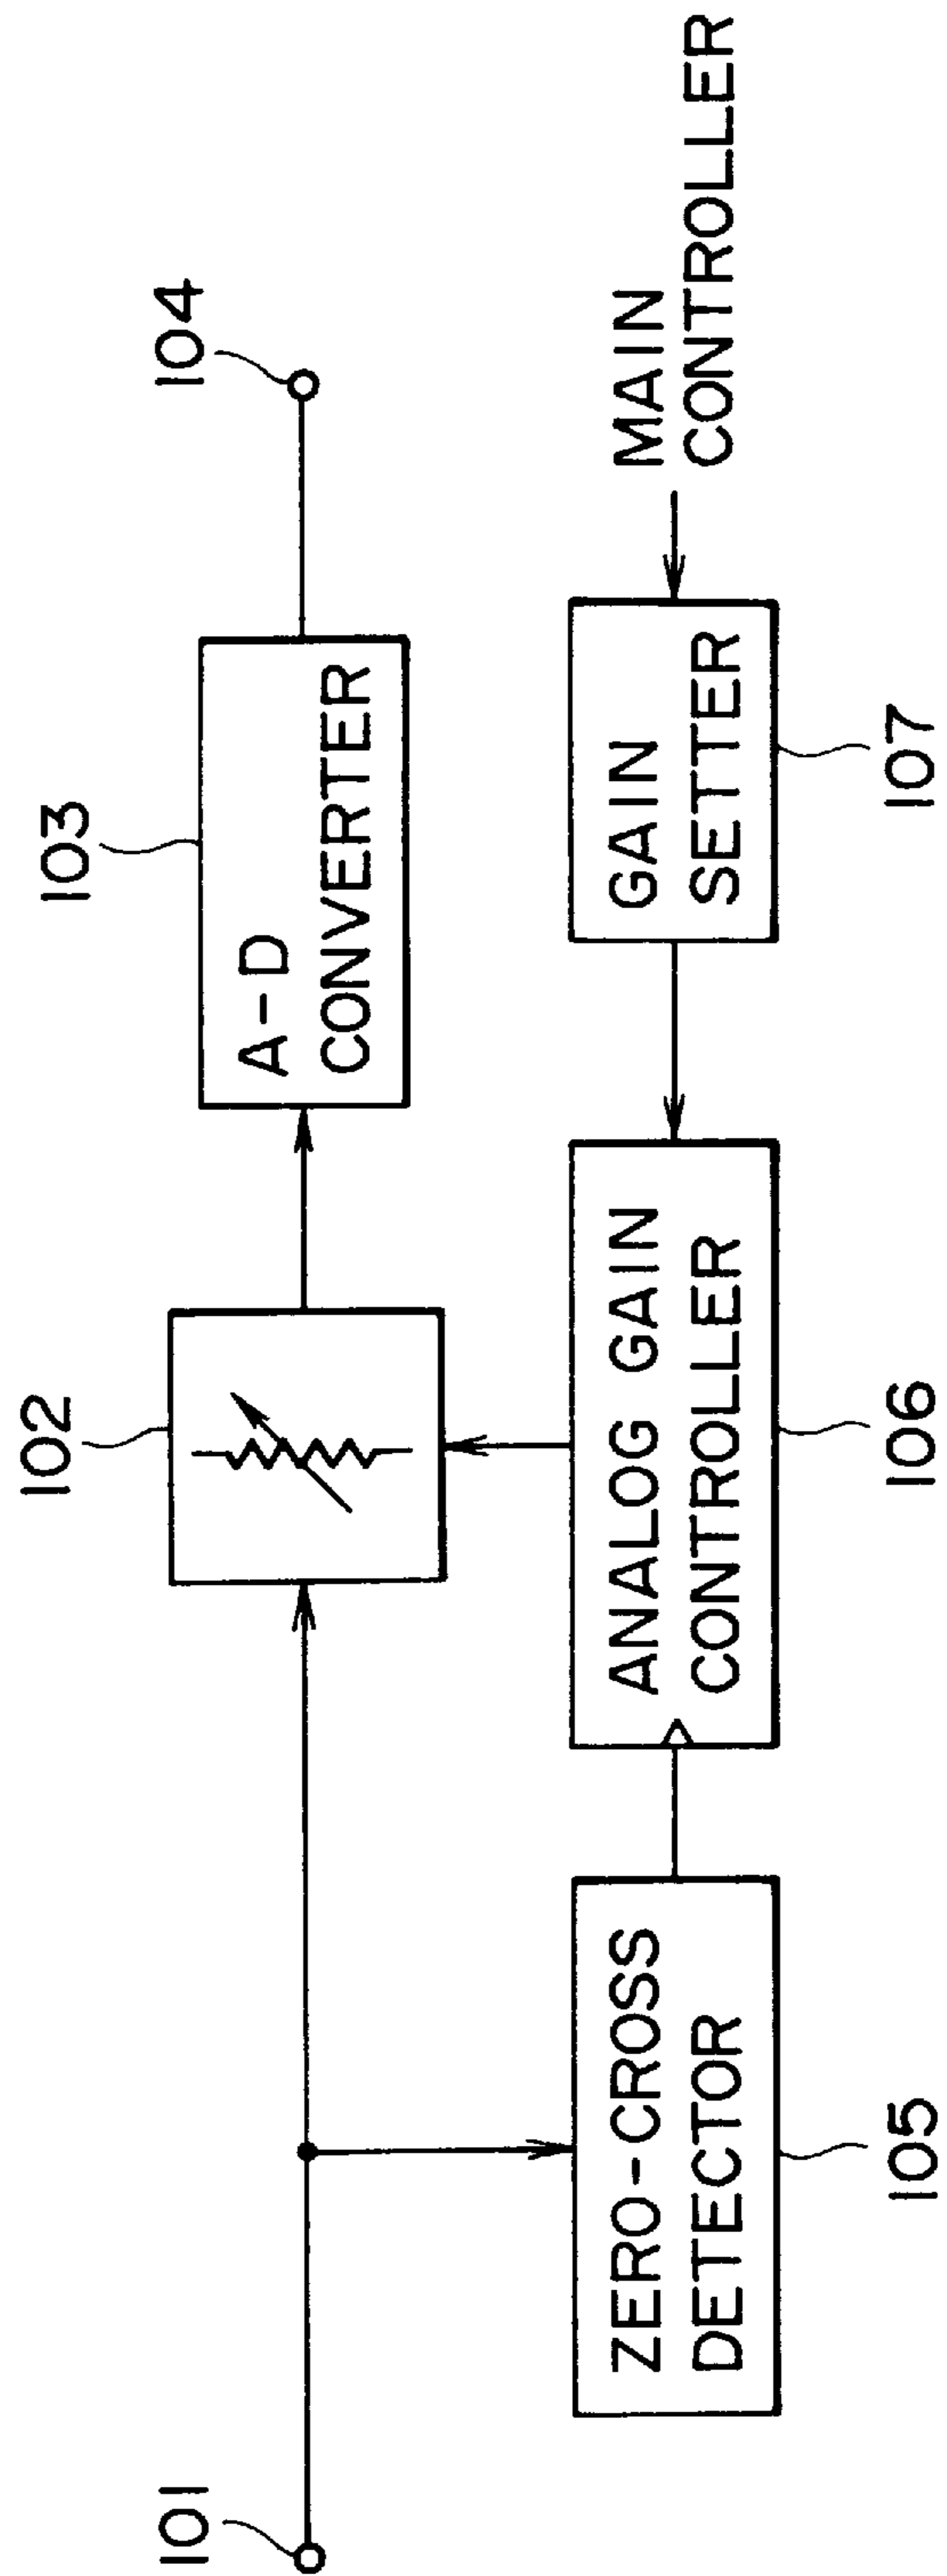 101
102
103
104
A-D
CONVERTER
ZERO-CROSS
DETECTOR
ANALOG GAIN
CONTROLLER
GAIN
SETTER
MAIN
CONTROLLER
105
106
107